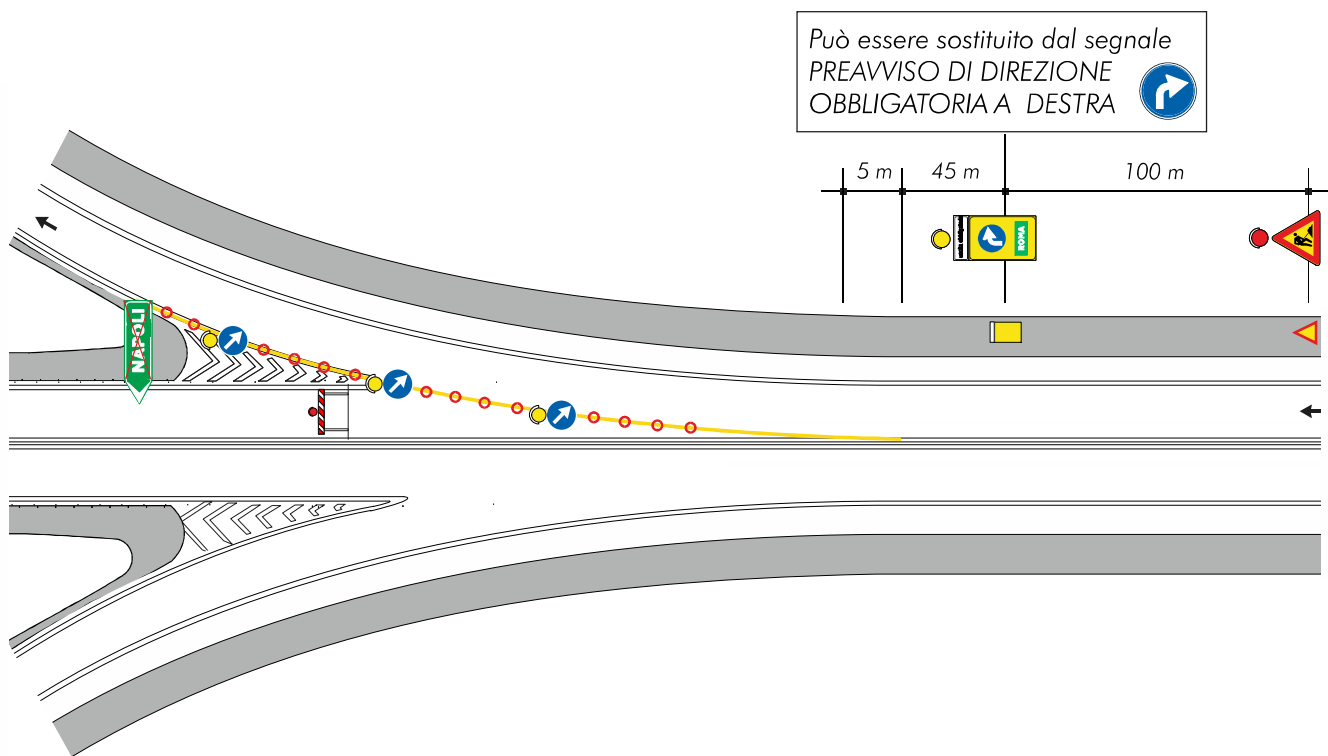 Può essere sostituito dal segnale
PREAVVISO DI DIREZIONE
OBBLIGATORIA A DESTRA
5 m
45 m
100 m
ROMA
NAPOLI